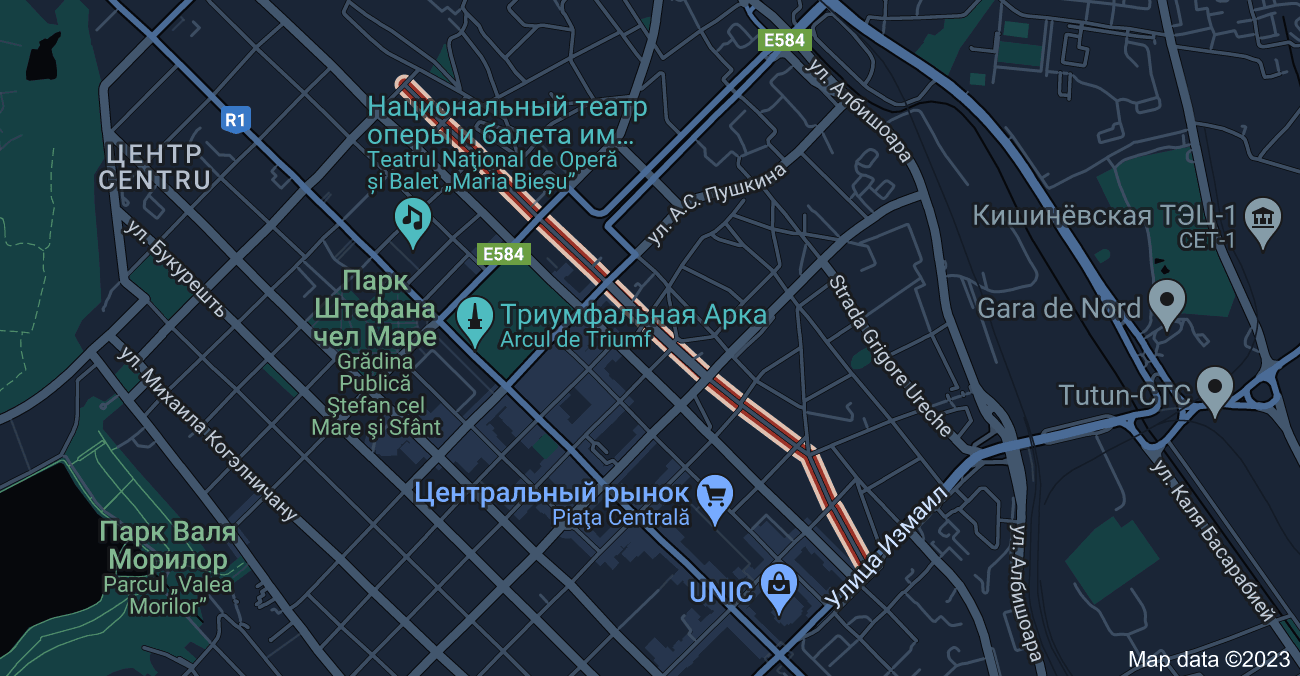 E584
ул. Албишоара
R1
Национальный театр
оперы и балета им...
Teatrul Naţional de Operă
și Balet „Maria Bieșu”
ЦЕНТР
CENTRU
ул. А.С. Пушкина
Кишинёвская ТЭЦ-1
CET-1
ул. Букурешть
E584
Парк
Штефана
чел Маре
Grădina
Publică
Ştefan cel
Mare şi Sfânt
Триумфальная Арка
Arcul de Triumf
Strada Grigore Ureche
Gara de Nord
Tutun-CTC
ул. Михаила Когэлничану
Центральный рынок
Piaţa Centrală
Парк Валя
Морилор
Parcul „Valea
Morilor”
UNIC
Улица Измаил
ул. Албишоара
ул. Каля Басарабией
Map data ©2023